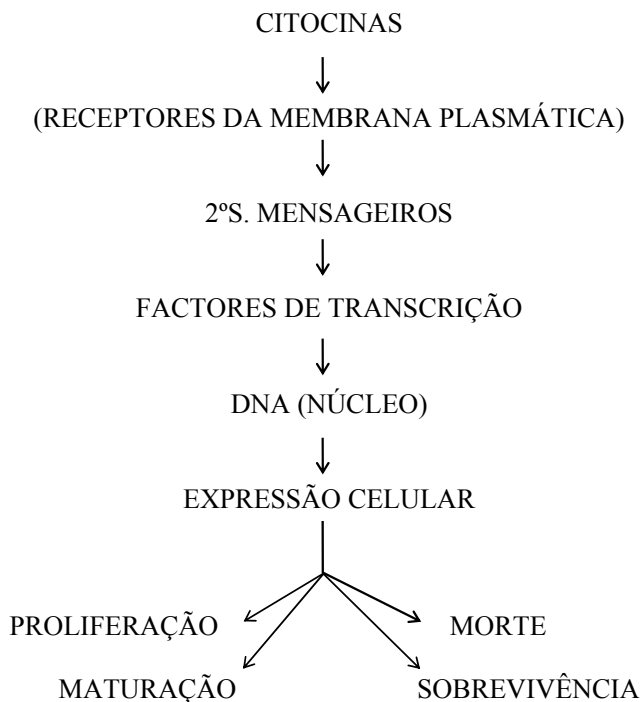 CITOCINAS
(RECEPTORES DA MEMBRANA PLASMÁTICA)
2ºS. MENSAGEIROS
FACTORES DE TRANSCRIÇÃO
DNA (NÚCLEO)
EXPRESSÃO CELULAR
PROLIFERAÇÃO MORTE
MATURAÇÃO SOBREVIVÊNCIA